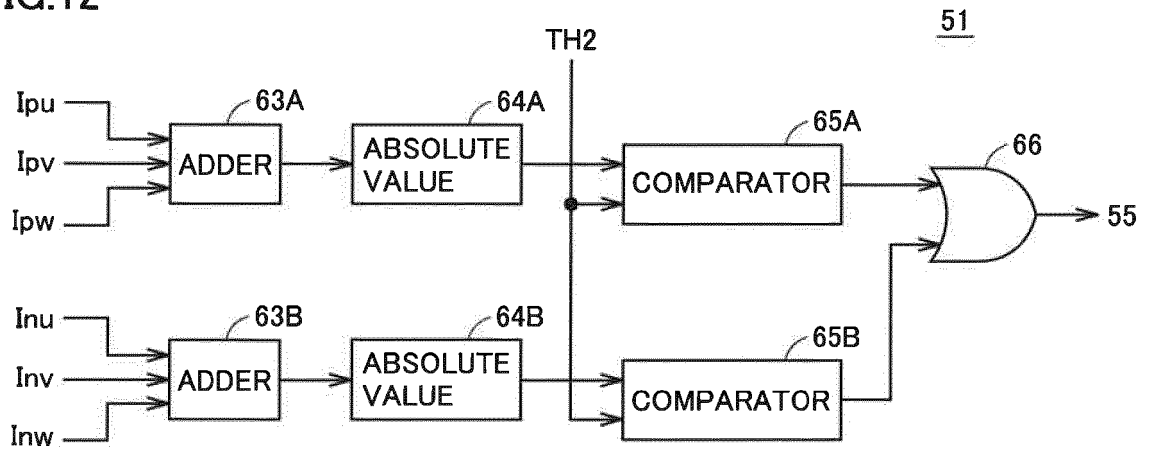 FIG.12
51
TH2
Ipu
Ipv
Ipw
63A
ADDER
64A
ABSOLUTE
VALUE
65A
COMPARATOR
66
55
Inu
Inv
Inw
63B
ADDER
64B
ABSOLUTE
VALUE
65B
COMPARATOR